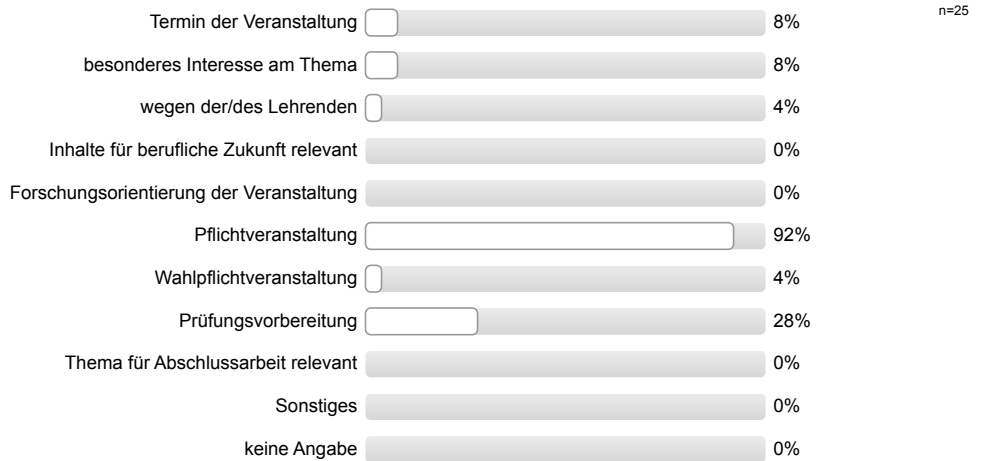 n=25
Termin der Veranstaltung 8%
besonderes Interesse am Thema 8%
wegen der/des Lehrenden 4%
Inhalte für berufliche Zukunft relevant 0%
Forschungsorientierung der Veranstaltung 0%
Pflichtveranstaltung 92%
Wahlpflichtveranstaltung 4%
Prüfungsvorbereitung 28%
Thema für Abschlussarbeit relevant 0%
Sonstiges 0%
keine Angabe 0%